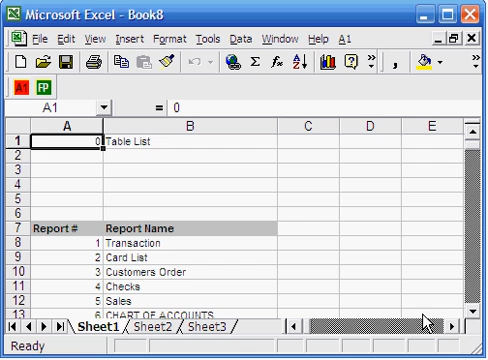 Microsoft Excel - Book8
File Edit View Insert Format Tools Data Window Help A1
A1 FP
A1 = 0
A B C D E
1 0 Table List
2
3
4
5
6
7 Report # Report Name
8 1 Transaction
9 2 Card List
10 3 Customers Order
11 4 Checks
12 5 Sales
13 6 CHART OF ACCOUNTS
Sheet1 Sheet2 Sheet3
Ready